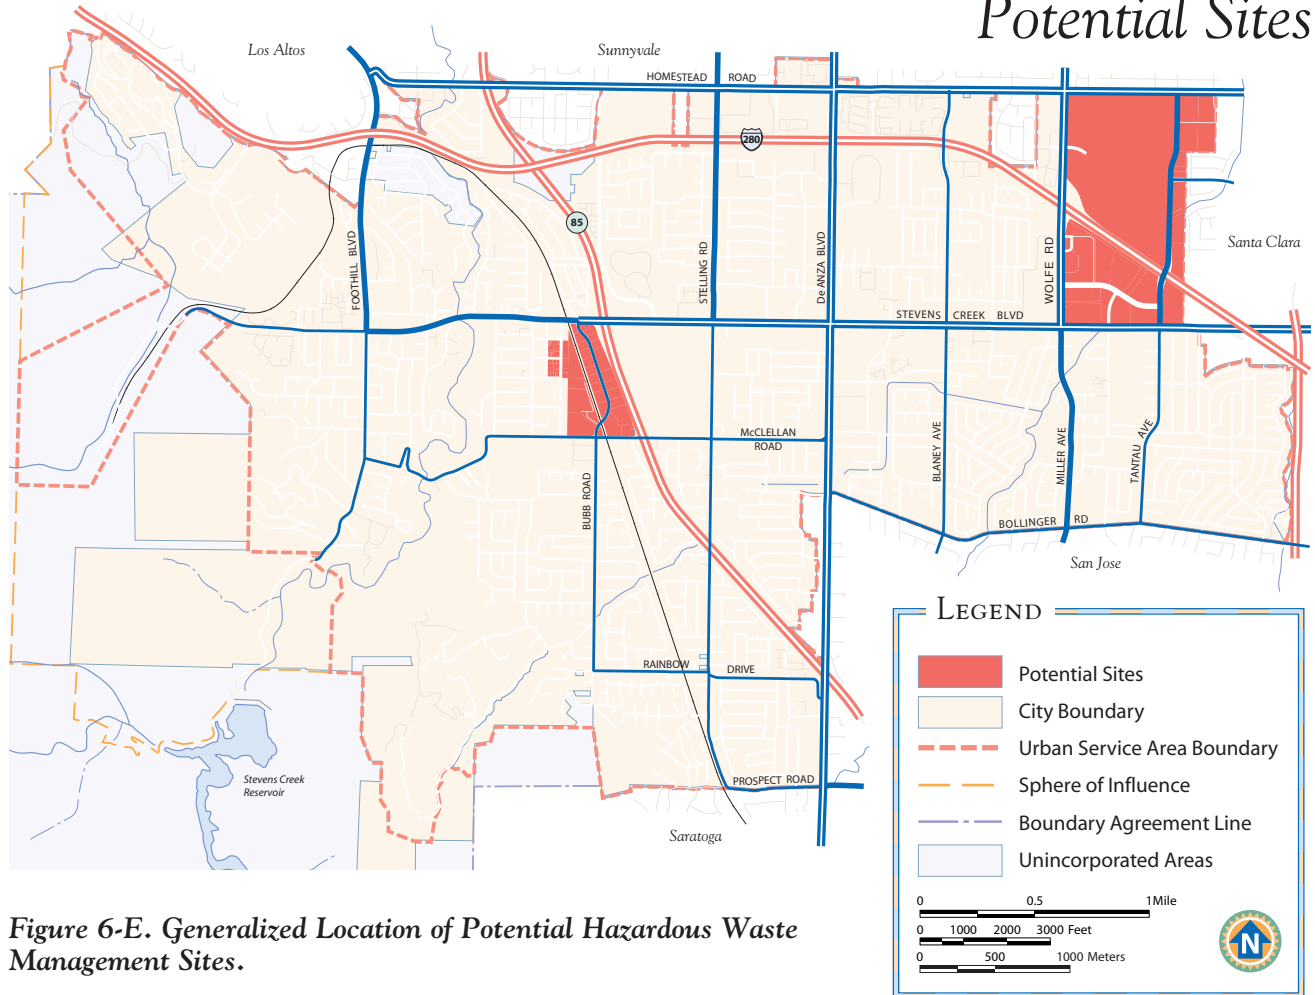 Potential Sites
Los Altos
Sunnyvale
HOMESTEAD ROAD
280
85
Santa Clara
FOOTHILL BLVD
STELLING RD
De ANZA BLVD
WOLFE RD
STEVENS CREEK BLVD
McCLELLAN
ROAD
BLANEY AVE
MILLER AVE
TANTAU AVE
BUBB ROAD
BOLLINGER RD
San Jose
RAINBOW DRIVE
PROSPECT ROAD
Stevens Creek
Reservoir
Saratoga
LEGEND
Potential Sites
City Boundary
Urban Service Area Boundary
Sphere of Influence
Boundary Agreement Line
Unincorporated Areas
0 0.5 1Mile
0 1000 2000 3000 Feet
0 500 1000 Meters
N
Figure 6-E. Generalized Location of Potential Hazardous Waste
Management Sites.